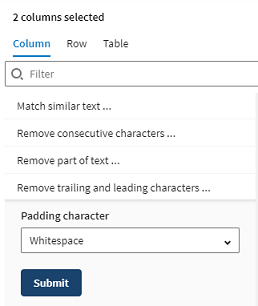 2 columns selected
Column Row Table
Filter
Match similar text ...
Remove consecutive characters ...
Remove part of text ...
Remove trailing and leading characters ...
Padding character
Whitespace
Submit